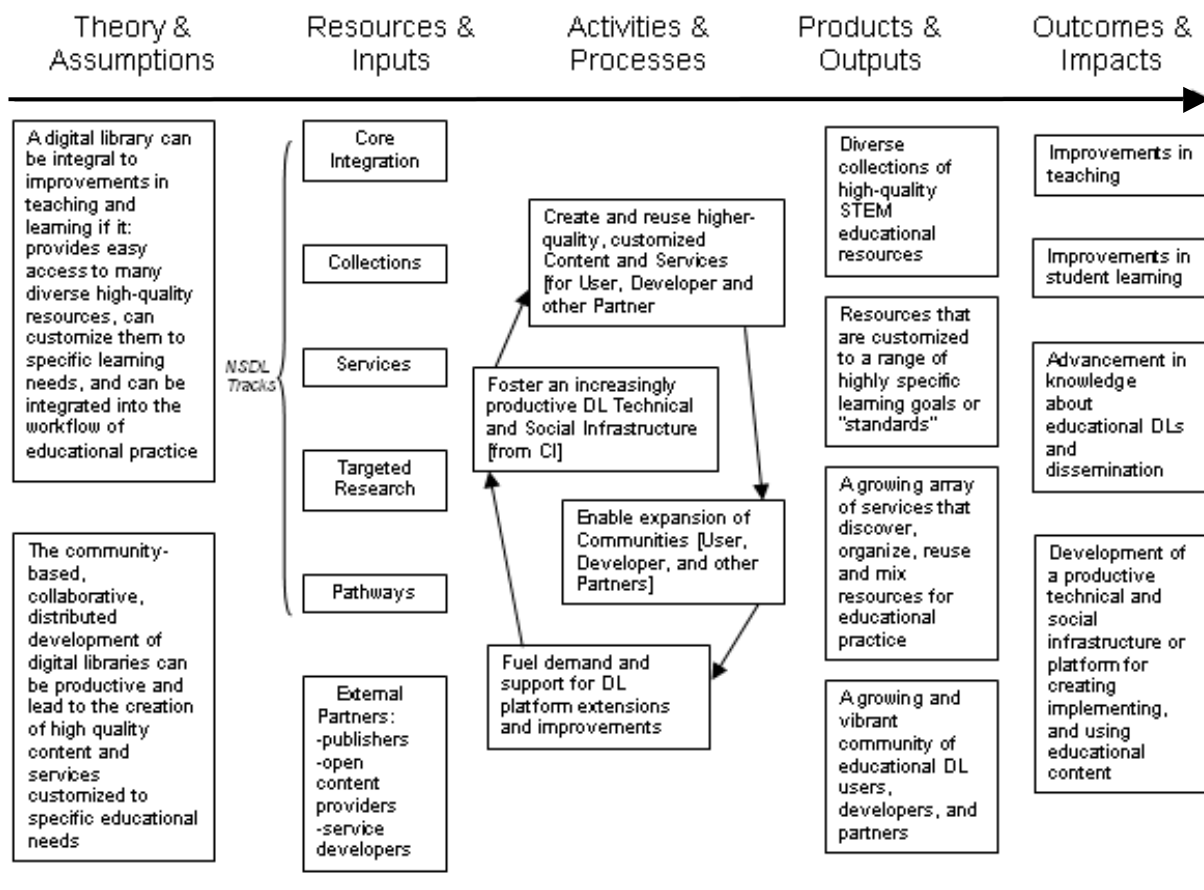 Theory &
Assumptions
Resources &
Inputs
Activities &
Processes
Products &
Outputs
Outcomes &
Impacts
A digital library can
be integral to
improvements in
teaching and
learning if it:
provides easy
access to many
diverse high-quality
resources, can
customize them to
specific learning
needs, and can be
integrated into the
workflow of
educational practice
The community-
based,
collaborative,
distributed
development of
digital libraries can
be productive and
lead to the creation
of high quality
content and
services
customized to
specific educational
needs
NSDL
Tracks
Core
Integration
Collections
Services
Targeted
Research
Pathways
External
Partners:
-publishers
-open
content
providers
-service
developers
Create and reuse higher-
quality, customized
Content and Services
[for User, Developer and
other Partner
Foster an increasingly
productive DL Technical
and Social Infrastructure
[from CI]
Enable expansion of
Communities [User,
Developer, and other
Partners]
Fuel demand and
support for DL
platform extensions
and improvements
Diverse
collections of
high-quality
STEM
educational
resources
Resources that
are customized
to a range of
highly specific
learning goals or
"standards"
A growing array
of services that
discover,
organize, reuse
and mix
resources for
educational
practice
A growing and
vibrant
community of
educational DL
users,
developers, and
partners
Improvements in
teaching
Improvements in
student learning
Advancement in
knowledge
about
educational DLs
and
dissemination
Development of
a productive
technical and
social
infrastructure or
platform for
creating
implementing,
and using
educational
content